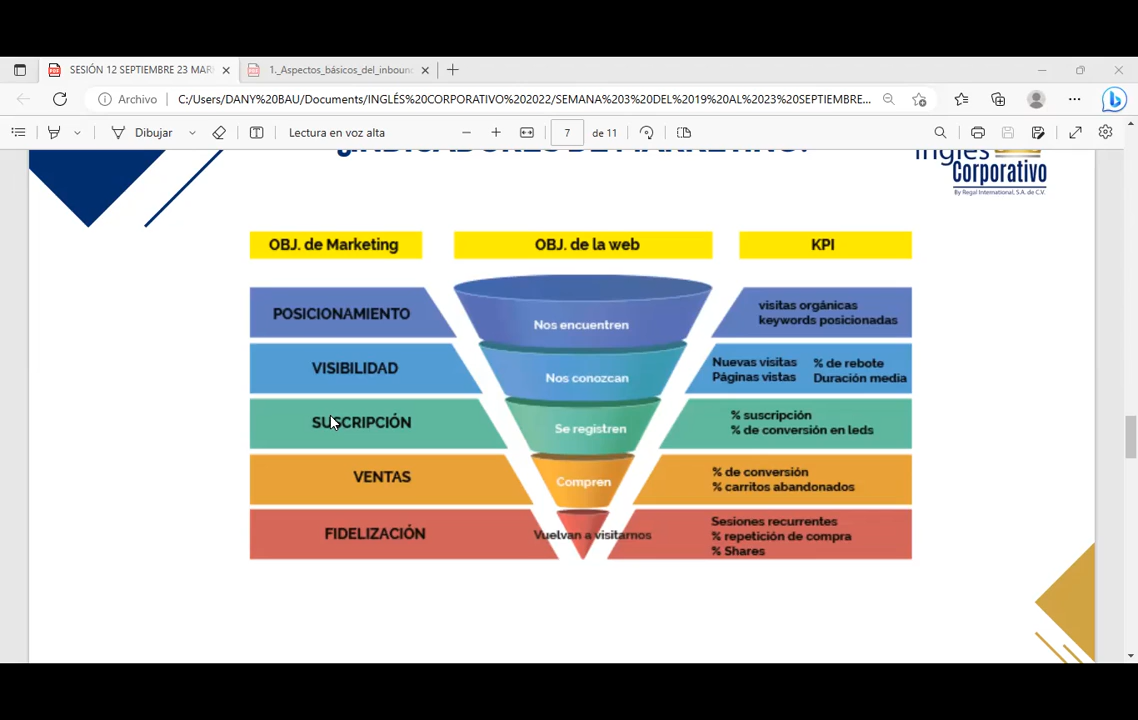 SESIÓN 12 SEPTIEMBRE 23 MAR
1._Aspectos_básicos_del_inboun
Archivo
C:/Users/DANY%20BAU/Documents/INGLÉS%20CORPORATIVO%202022/SEMANA%203%20DEL%2019%20AL%2023%20SEPTIEMBRE...
Dibujar
Lectura en voz alta
7 de 11
¿INDICADORES DE MARKETING?
Inglés
Corporativo
By Regal International, S.A. de C.V.
OBJ. de Marketing
OBJ. de la web
KPI
POSICIONAMIENTO
Nos encuentren
visitas orgánicas
keywords posicionadas
VISIBILIDAD
Nos conozcan
Nuevas visitas % de rebote
Páginas vistas Duración media
SUSCRIPCIÓN
Se registren
% suscripción
% de conversión en leds
VENTAS
Compren
% de conversión
% carritos abandonados
FIDELIZACIÓN
Vuelvan a visitarnos
Sesiones recurrentes
% repetición de compra
% Shares